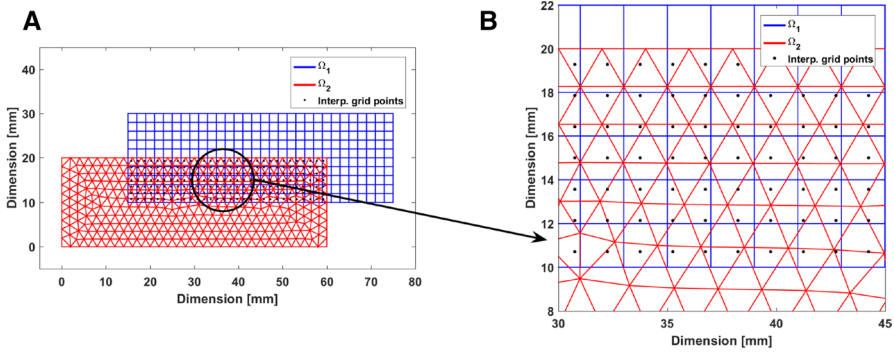 A
B
Ω₁
Ω₂
Interp. grid points
40
30
20
10
0
Dimension [mm]
0
10
20
30
40
50
60
70
80
Dimension [mm]
Ω₁
Ω₂
Interp. grid points
22
20
18
16
14
12
10
8
Dimension [mm]
30
35
40
45
Dimension [mm]